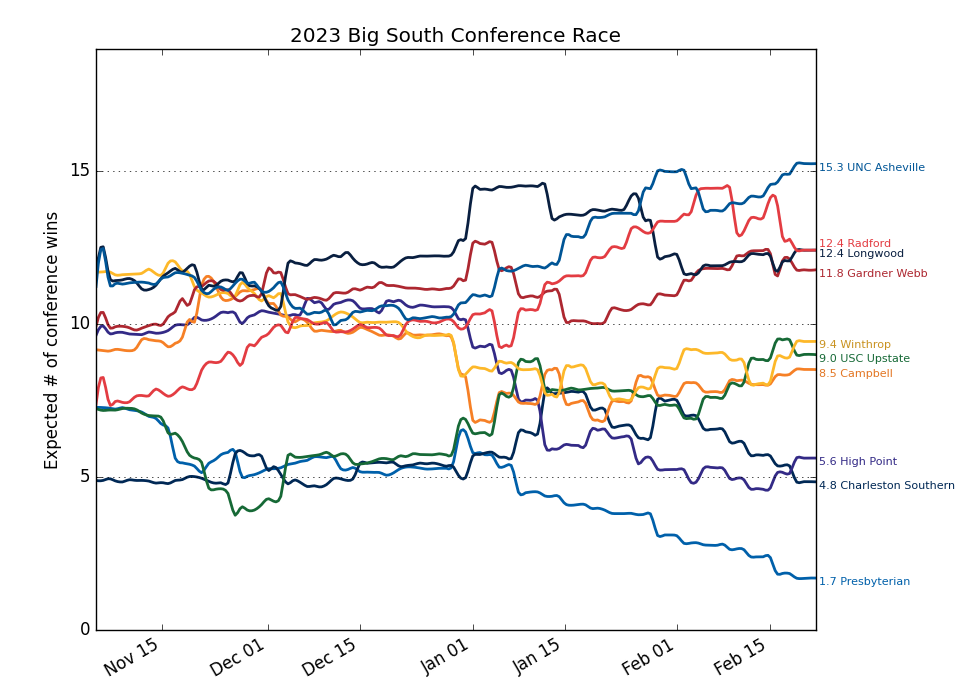 2023 Big South Conference Race
Expected # of conference wins
15
10
5
0
Nov 15
Dec 01
Dec 15
Jan 01
Jan 15
Feb 01
Feb 15
15.3 UNC Asheville
12.4 Radford
12.4 Longwood
11.8 Gardner Webb
9.4 Winthrop
9.0 USC Upstate
8.5 Campbell
5.6 High Point
4.8 Charleston Southern
1.7 Presbyterian